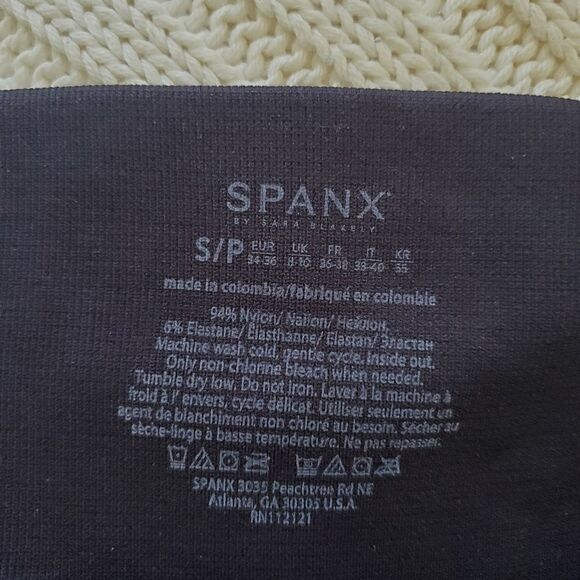 SPANX
BY SARA BLAKELY
S/P EUR 34-36 UK 8-10 FR 36-38 IT 38-40 KR 55
made in colombia/fabriqué en colombie
94% Nylon/ Nailon/ Нейлон,
6% Elastane/ Élasthanne/ Elastan/ Эластан
Machine wash cold, gentle cycle, inside out.
Only non-chlorine bleach when needed.
Tumble dry low. Do not Iron. Laver à la machine à
froid à l' envers, cycle délicat. Utiliser seulement un
agent de blanchiment non chloré au besoin. Sécher au
sèche-linge à basse température. Ne pas repasser.
SPANX 3035 Peachtree Rd NE
Atlanta, GA 30305 U.S.A.
RN112121